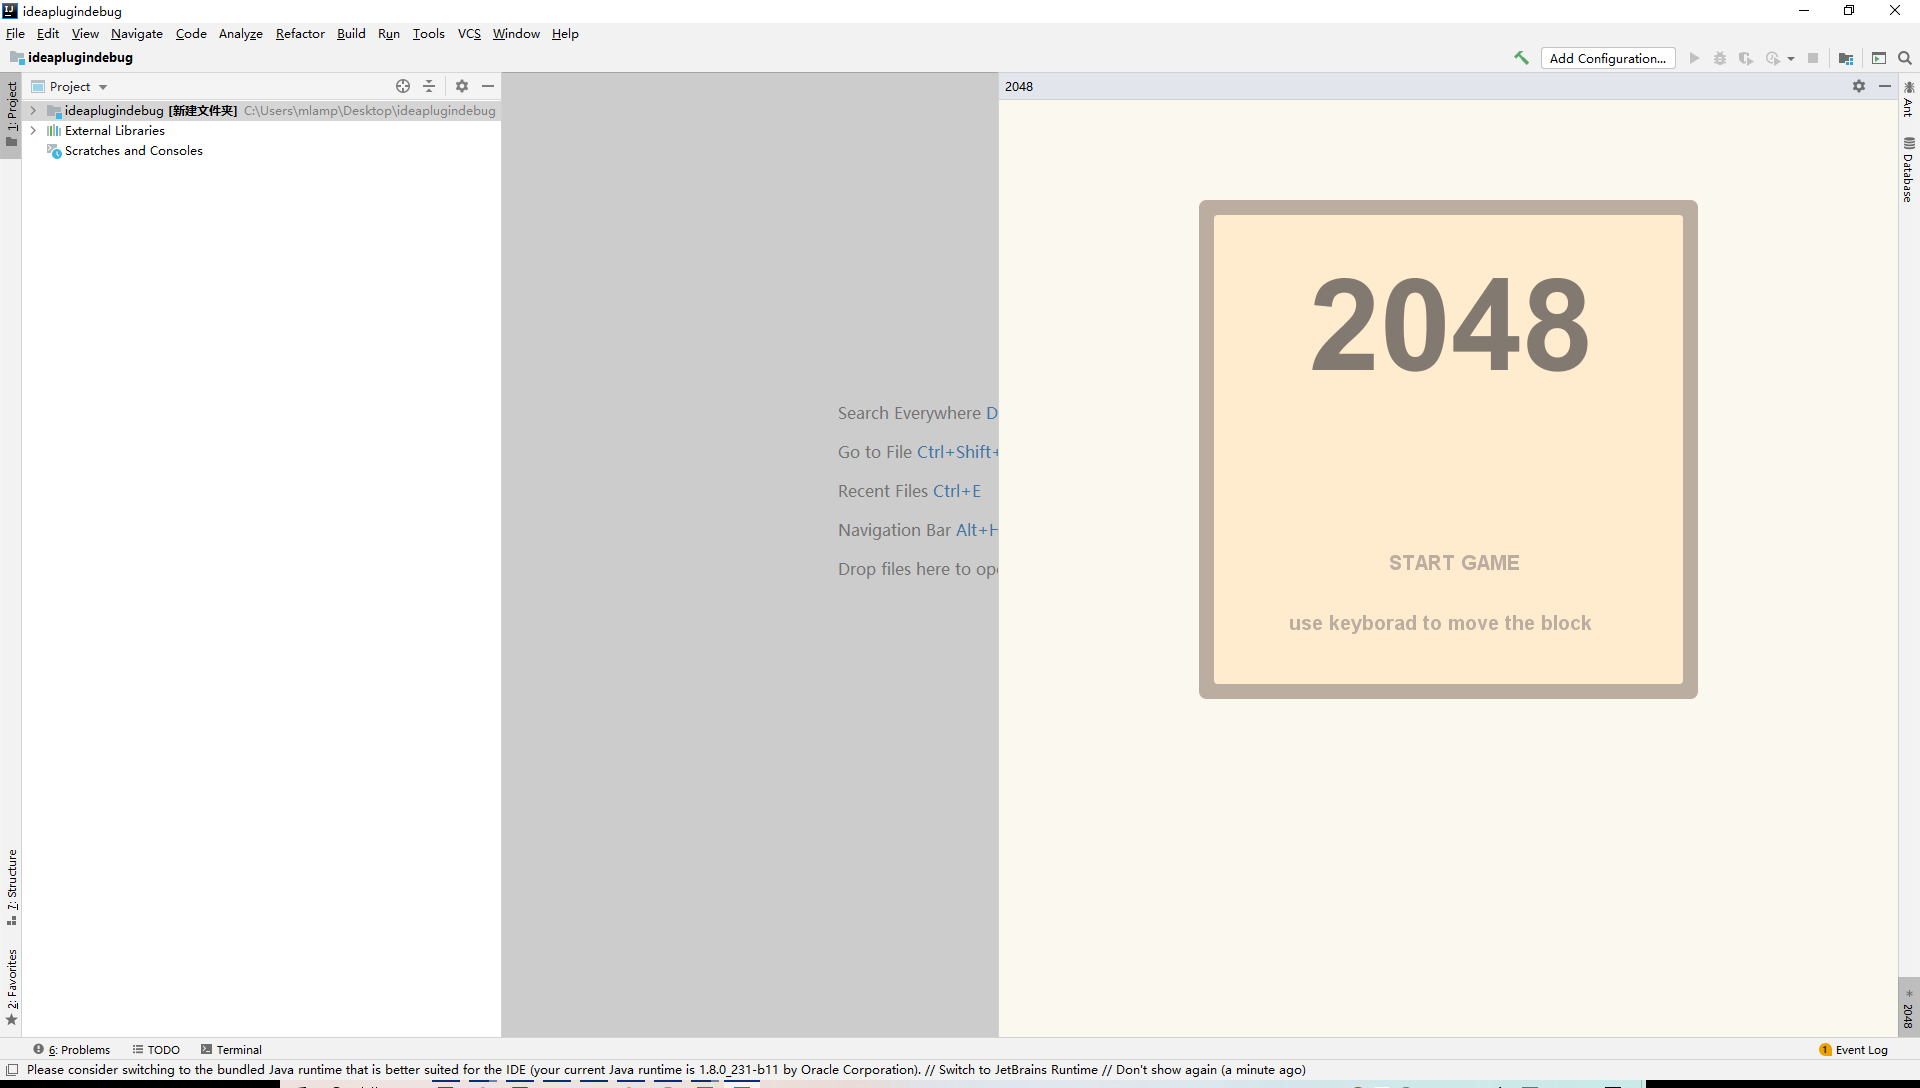 ideaplugindebug
File Edit View Navigate Code Analyze Refactor Build Run Tools VCS Window Help
ideaplugindebug
Add Configuration...
1: Project
Project
ideaplugindebug [新建文件夹] C:\Users\mlamp\Desktop\ideaplugindebug
External Libraries
Scratches and Consoles
Search Everywhere D
Go to File Ctrl+Shift+
Recent Files Ctrl+E
Navigation Bar Alt+H
Drop files here to ope
2048
2048
START GAME
use keyborad to move the block
Ant
Database
2048
7: Structure
2: Favorites
6: Problems TODO Terminal
1 Event Log
Please consider switching to the bundled Java runtime that is better suited for the IDE (your current Java runtime is 1.8.0_231-b11 by Oracle Corporation). // Switch to JetBrains Runtime // Don't show again (a minute ago)